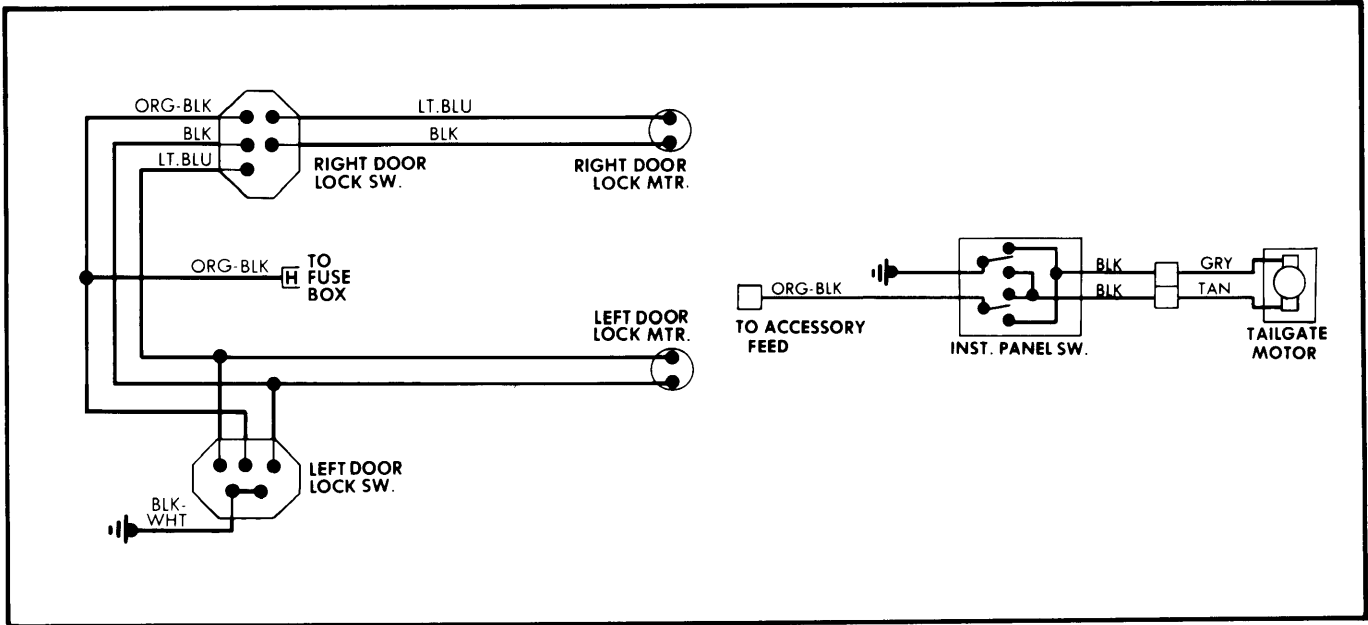 ORG-BLK
LT.BLU
BLK
BLK
LT.BLU
RIGHT DOOR
LOCK SW.
RIGHT DOOR
LOCK MTR.
ORG-BLK
H
TO
FUSE
BOX
LEFT DOOR
LOCK MTR.
LEFT DOOR
LOCK SW.
BLK-
WHT
ORG-BLK
TO ACCESSORY
FEED
INST. PANEL SW.
BLK
GRY
BLK
TAN
TAILGATE
MOTOR